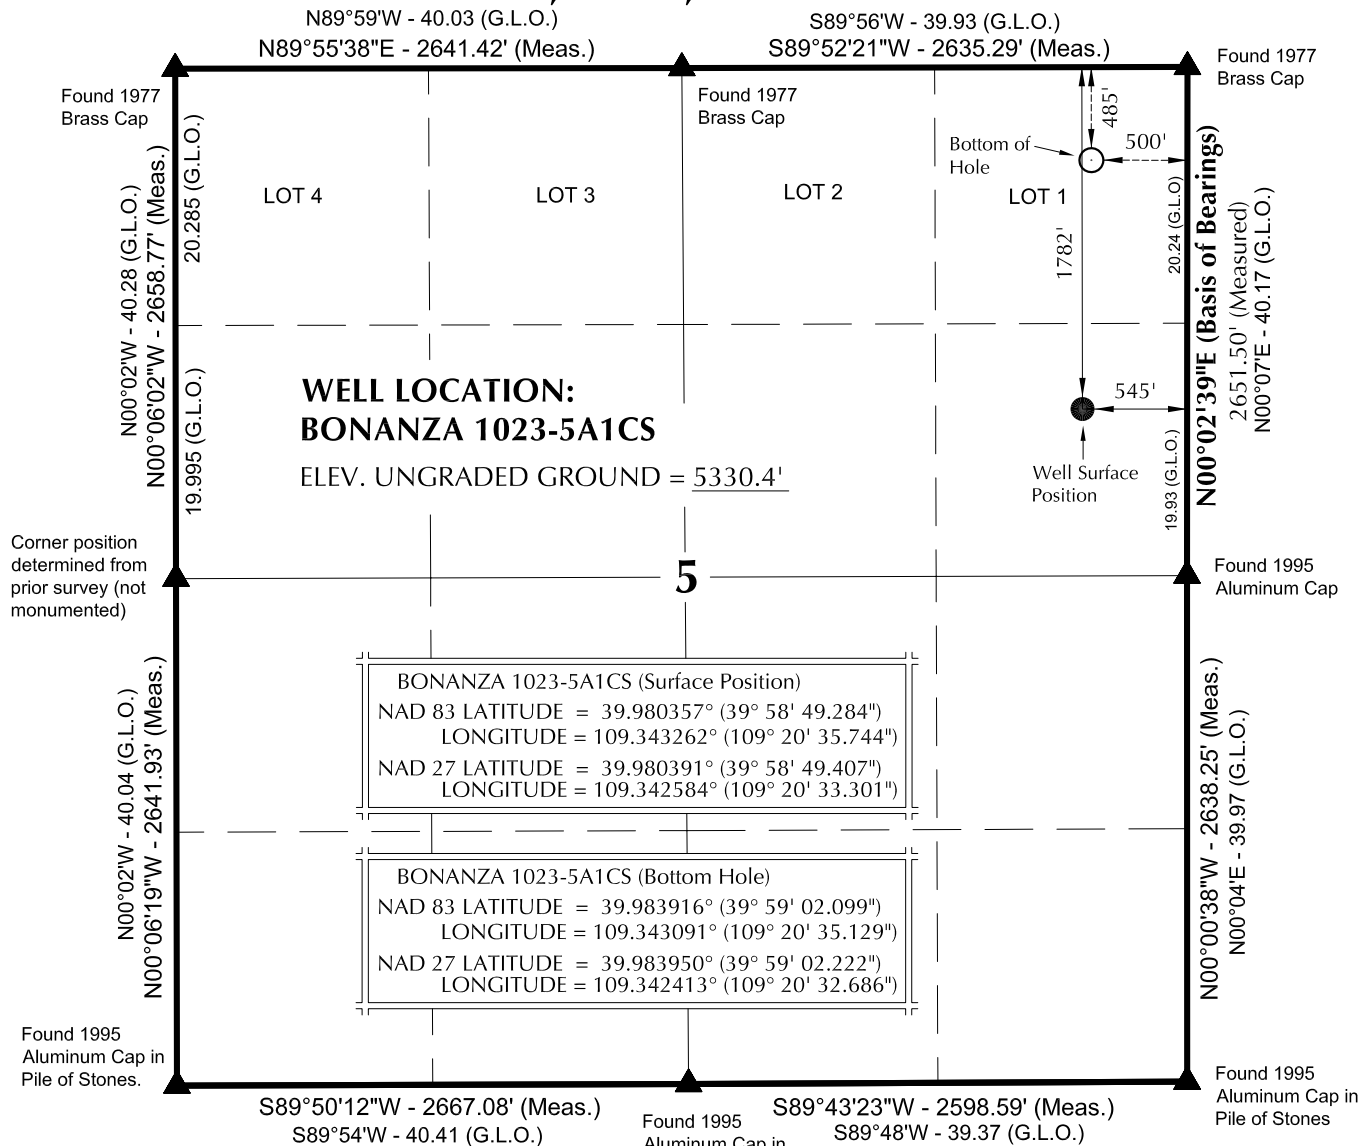 N89°59'W - 40.03 (G.L.O.)
N89°55'38"E - 2641.42' (Meas.)
S89°56'W - 39.93 (G.L.O.)
S89°52'21"W - 2635.29' (Meas.)
Found 1977
Brass Cap
Found 1977
Brass Cap
Found 1977
Brass Cap
485'
Bottom of
Hole
500'
LOT 4
LOT 3
LOT 2
LOT 1
1782'
20.285 (G.L.O.)
N00°06'02"W - 2658.77' (Meas.)
N00°02'W - 40.28 (G.L.O.)
19.995 (G.L.O.)
20.24 (G.L.O)
N00°02'39"E (Basis of Bearings)
2651.50' (Measured)
N00°07'E - 40.17 (G.L.O.)
WELL LOCATION:
BONANZA 1023-5A1CS
ELEV. UNGRADED GROUND = 5330.4'
545'
Well Surface
Position
19.93 (G.L.O.)
Corner position
determined from
prior survey (not
monumented)
5
Found 1995
Aluminum Cap
BONANZA 1023-5A1CS (Surface Position)
NAD 83 LATITUDE = 39.980357° (39° 58' 49.284")
LONGITUDE = 109.343262° (109° 20' 35.744")
NAD 27 LATITUDE = 39.980391° (39° 58' 49.407")
LONGITUDE = 109.342584° (109° 20' 33.301")
N00°02'W - 40.04 (G.L.O.)
N00°06'19"W - 2641.93' (Meas.)
N00°00'38"W - 2638.25' (Meas.)
N00°04'E - 39.97 (G.L.O.)
BONANZA 1023-5A1CS (Bottom Hole)
NAD 83 LATITUDE = 39.983916° (39° 59' 02.099")
LONGITUDE = 109.343091° (109° 20' 35.129")
NAD 27 LATITUDE = 39.983950° (39° 59' 02.222")
LONGITUDE = 109.342413° (109° 20' 32.686")
Found 1995
Aluminum Cap in
Pile of Stones.
S89°50'12"W - 2667.08' (Meas.)
S89°54'W - 40.41 (G.L.O.)
Found 1995
Aluminum Cap in
S89°43'23"W - 2598.59' (Meas.)
S89°48'W - 39.37 (G.L.O.)
Found 1995
Aluminum Cap in
Pile of Stones